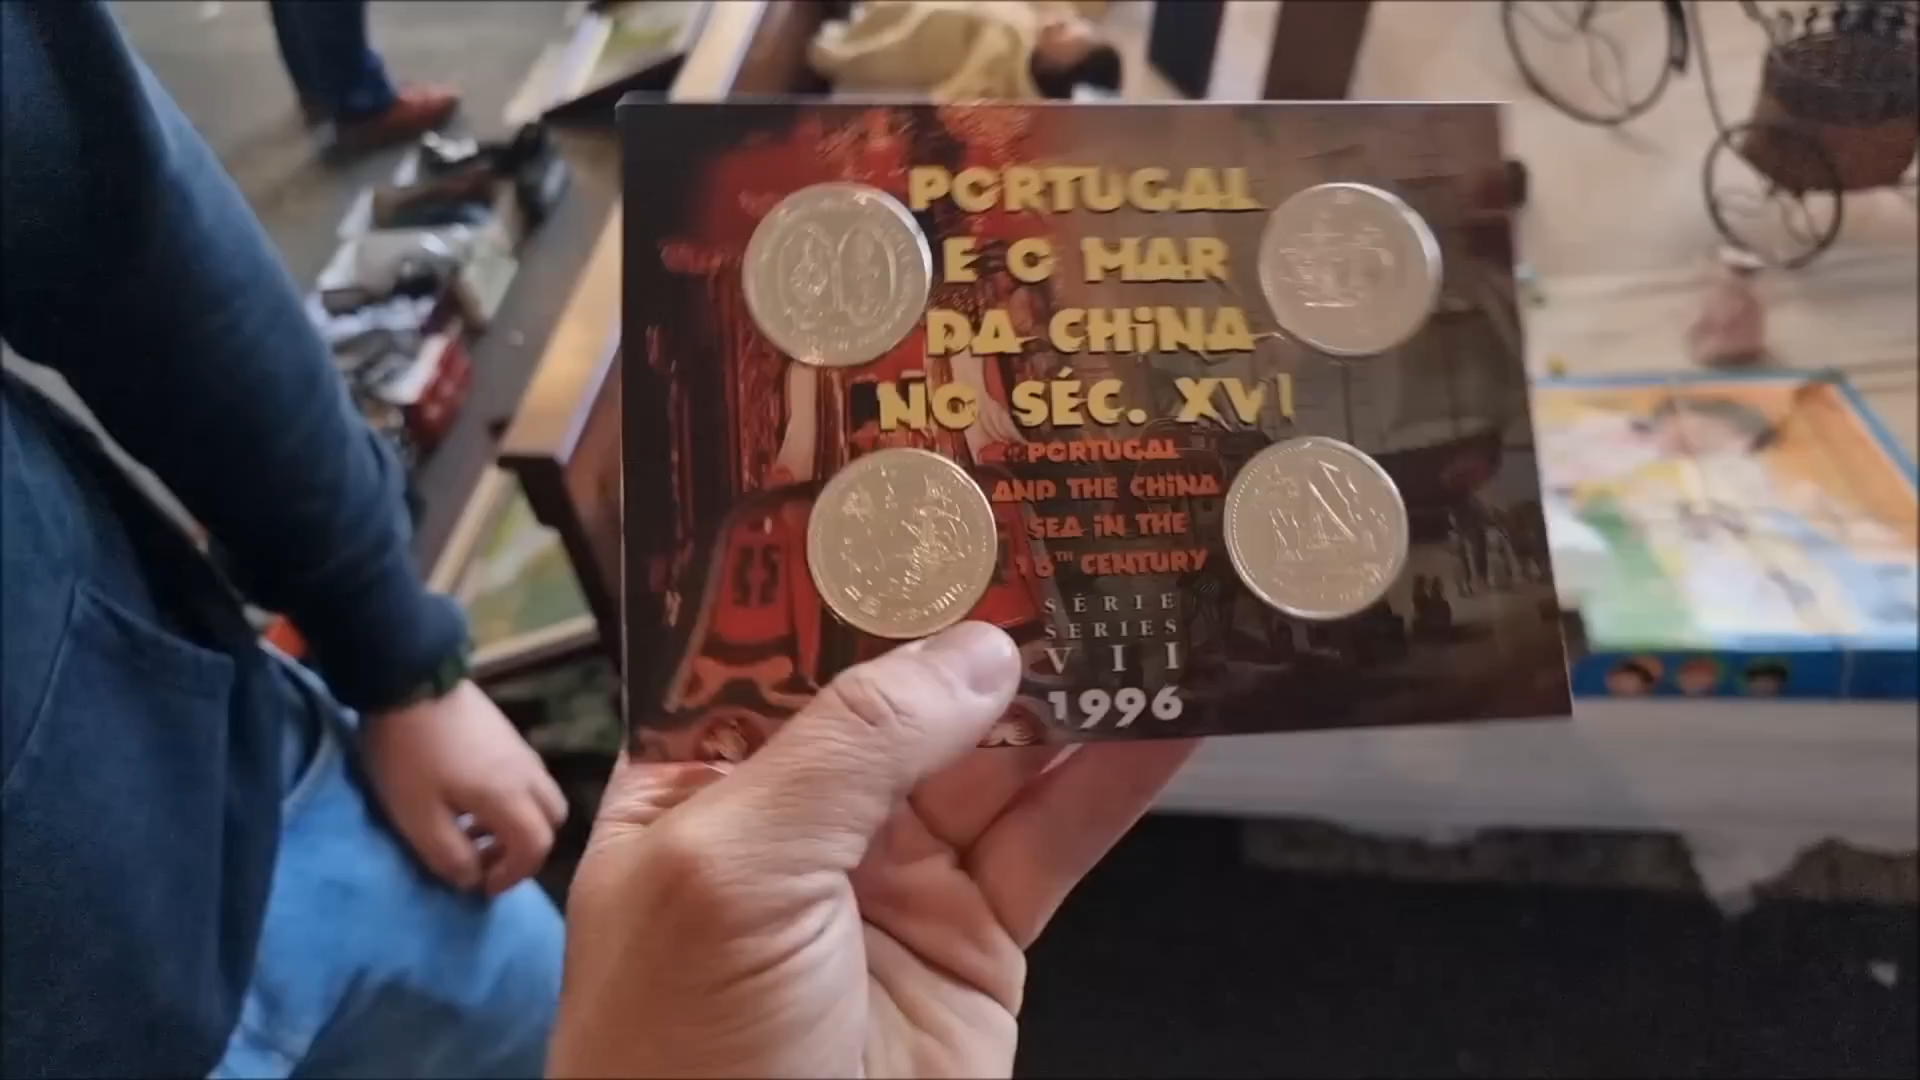 PORTUGAL
E O MAR
DA CHINA
NO SÉC. XVI
PORTUGAL
AND THE CHINA
SEA IN THE
16TH CENTURY
SÉRIE
SERIES
VII
1996